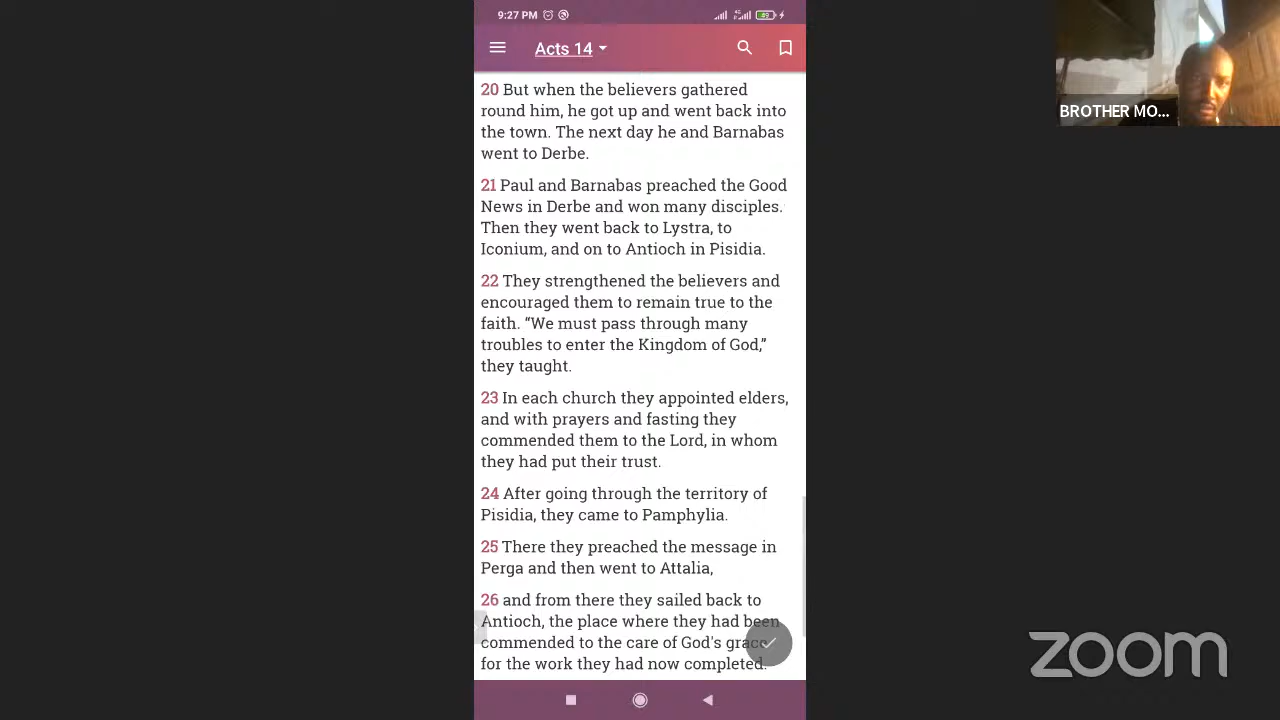 9:27 PM
Acts 14
20 But when the believers gathered
round him, he got up and went back into
the town. The next day he and Barnabas
went to Derbe.
21 Paul and Barnabas preached the Good
News in Derbe and won many disciples.
Then they went back to Lystra, to
Iconium, and on to Antioch in Pisidia.
22 They strengthened the believers and
encouraged them to remain true to the
faith. “We must pass through many
troubles to enter the Kingdom of God,”
they taught.
23 In each church they appointed elders,
and with prayers and fasting they
commended them to the Lord, in whom
they had put their trust.
24 After going through the territory of
Pisidia, they came to Pamphylia.
25 There they preached the message in
Perga and then went to Attalia,
26 and from there they sailed back to
Antioch, the place where they had been
commended to the care of God's grace
for the work they had now completed.
BROTHER MO...
zoom